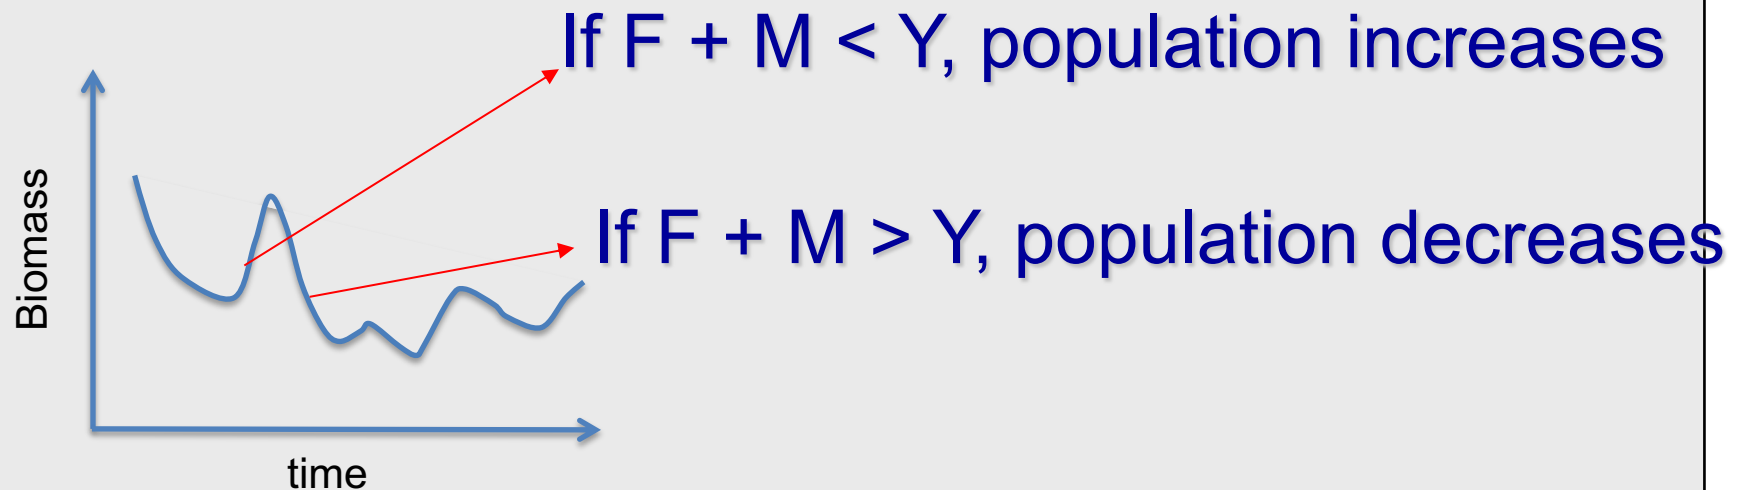 If F + M < Y, population increases
If F + M > Y, population decreases
Biomass
time